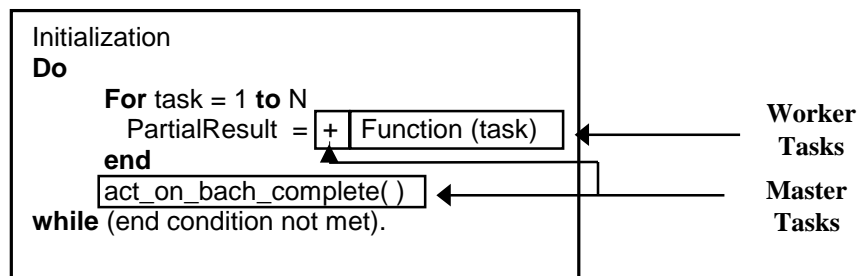 Initialization
Do
For task = 1 to N
PartialResult = + Function (task)
end
act_on_bach_complete( )
while (end condition not met).
Worker
Tasks
Master
Tasks